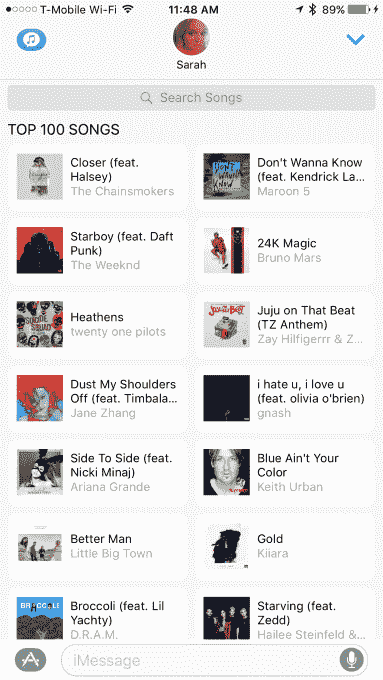 T-Mobile Wi-Fi 11:48 AM 89%
Sarah
Search Songs
TOP 100 SONGS
Closer (feat.
Halsey)
The Chainsmokers
Don't Wanna Know
(feat. Kendrick La...
Maroon 5
Starboy (feat. Daft
Punk)
The Weeknd
24K Magic
Bruno Mars
Heathens
twenty one pilots
Juju on That Beat
(TZ Anthem)
Zay Hilfigerrr & Z...
Dust My Shoulders
Off (feat. Timbala...
Jane Zhang
i hate u, i love u
(feat. olivia o'brien)
gnash
Side To Side (feat.
Nicki Minaj)
Ariana Grande
Blue Ain't Your
Color
Keith Urban
Better Man
Little Big Town
Gold
Kiiara
BROCCOLI
Broccoli (feat. Lil
Yachty)
D.R.A.M.
Starving (feat.
Zedd)
Hailee Steinfeld &...
iMessage